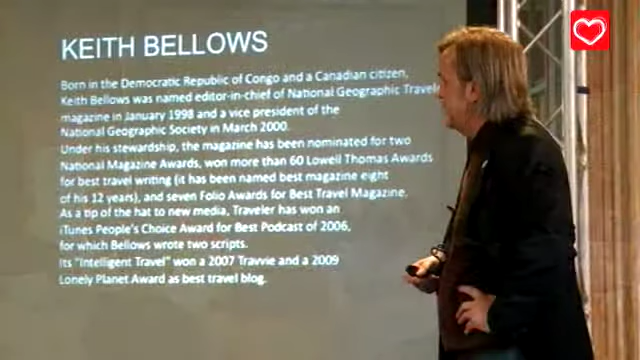 KEITH BELLOWS
Born in the Democratic Republic of Congo and a Canadian citizen,
Keith Bellows was named editor-in-chief of National Geographic Travel
magazine in January 1998 and a vice president of the
National Geographic Society in March 2000.
Under his stewardship, the magazine has been nominated for two
National Magazine Awards, won more than 60 Lowell Thomas Awards
for best travel writing (it has been named best magazine eight
of his 12 years), and seven Folio Awards for Best Travel Magazine.
As a tip of the hat to new media, Traveler has won an
iTunes People's Choice Award for Best Podcast of 2006,
for which Bellows wrote two scripts.
Its "Intelligent Travel" won a 2007 Travvie and a 2009
Lonely Planet Award as best travel blog.